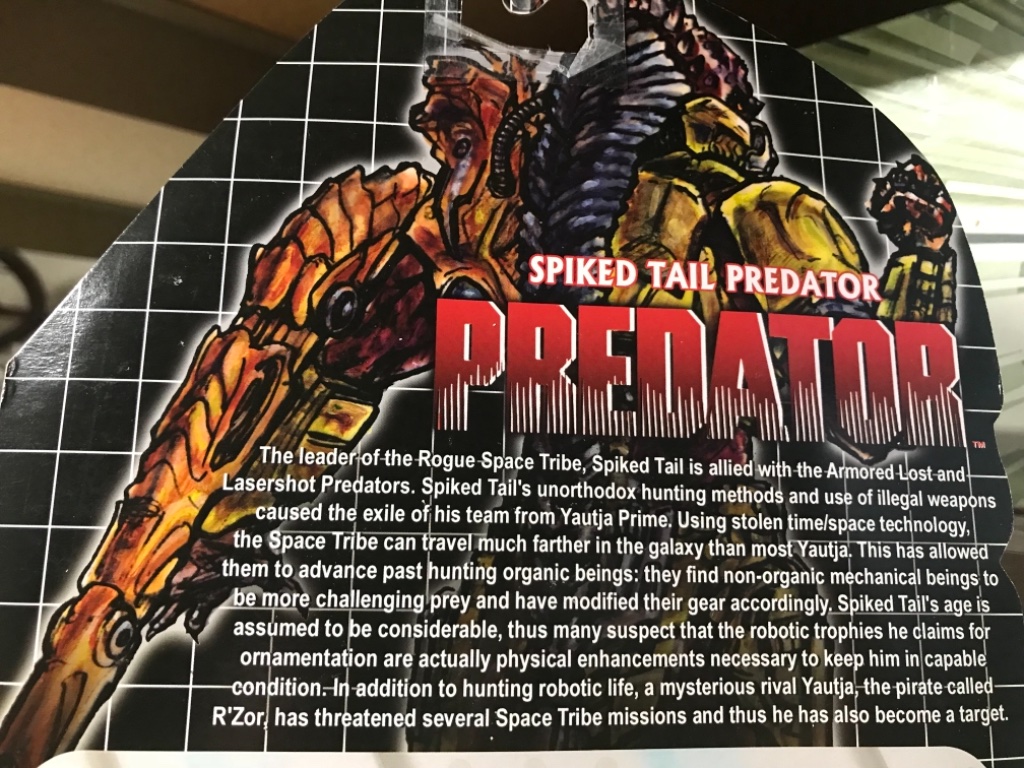 SPIKED TAIL PREDATOR
PREDATOR™
The leader of the Rogue Space Tribe, Spiked Tail is allied with the Armored Lost and
Lasershot Predators. Spiked Tail's unorthodox hunting methods and use of illegal weapons
caused the exile of his team from Yautja Prime. Using stolen time/space technology,
the Space Tribe can travel much farther in the galaxy than most Yautja. This has allowed
them to advance past hunting organic beings: they find non-organic mechanical beings to
be more challenging prey and have modified their gear accordingly. Spiked Tail's age is
assumed to be considerable, thus many suspect that the robotic trophies he claims for
ornamentation are actually physical enhancements necessary to keep him in capable
condition. In addition to hunting robotic life, a mysterious rival Yautja, the pirate called
R'Zor, has threatened several Space Tribe missions and thus he has also become a target.